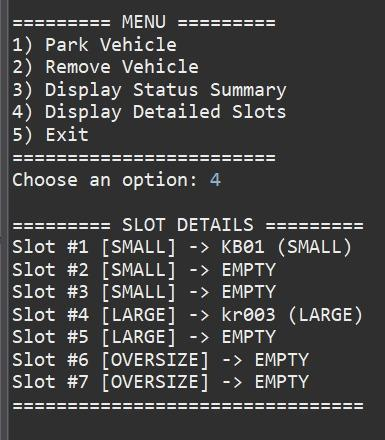 ========= MENU =========
1) Park Vehicle
2) Remove Vehicle
3) Display Status Summary
4) Display Detailed Slots
5) Exit
========================
Choose an option: 4
========= SLOT DETAILS =========
Slot #1 [SMALL] -> KB01 (SMALL)
Slot #2 [SMALL] -> EMPTY
Slot #3 [SMALL] -> EMPTY
Slot #4 [LARGE] -> kr003 (LARGE)
Slot #5 [LARGE] -> EMPTY
Slot #6 [OVERSIZE] -> EMPTY
Slot #7 [OVERSIZE] -> EMPTY
================================